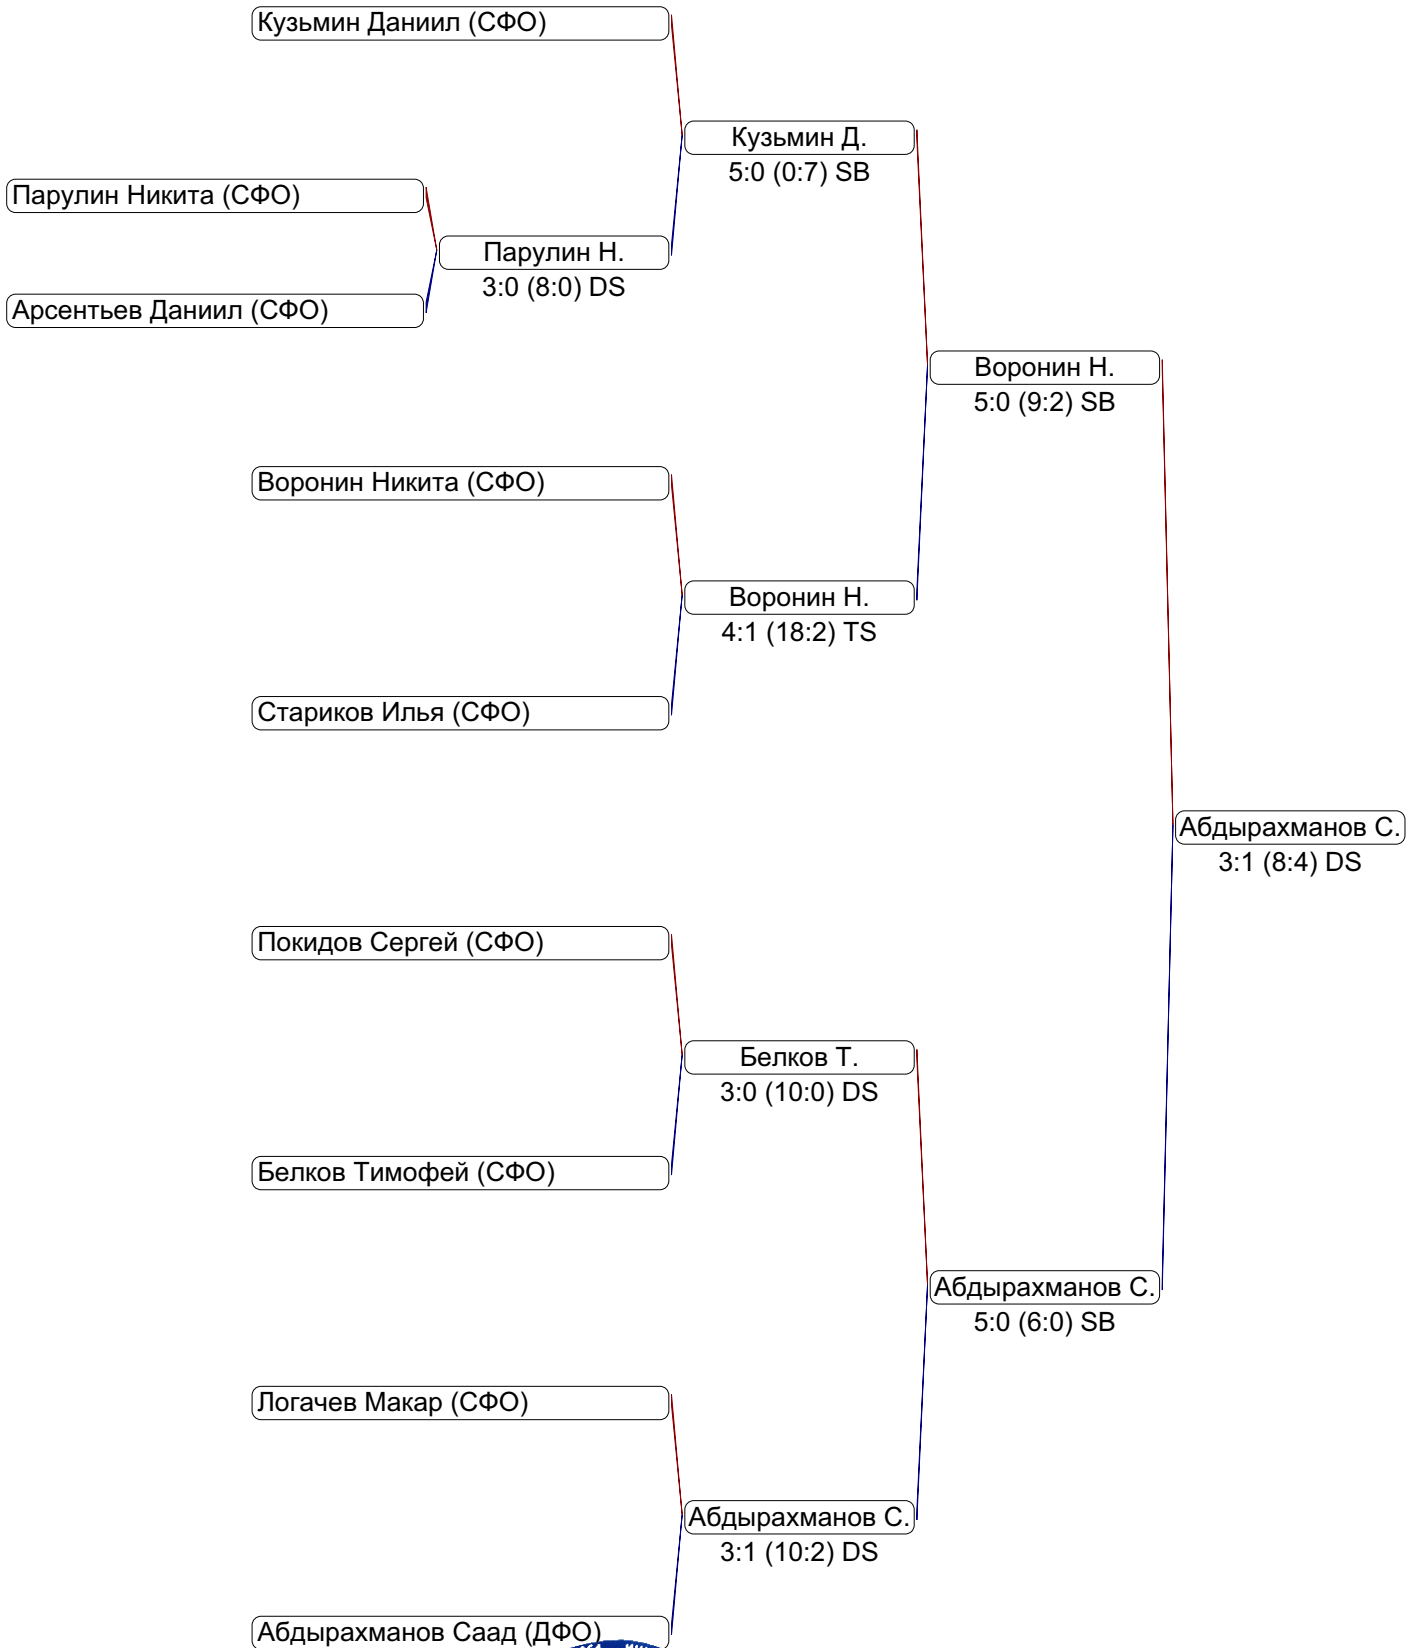 Кузьмин Даниил (СФО)
Кузьмин Д.
5:0 (0:7) SB
Парулин Никита (СФО)
Парулин Н.
3:0 (8:0) DS
Арсентьев Даниил (СФО)
Воронин Н.
5:0 (9:2) SB
Воронин Никита (СФО)
Воронин Н.
4:1 (18:2) TS
Стариков Илья (СФО)
Абдырахманов С.
3:1 (8:4) DS
Покидов Сергей (СФО)
Белков Т.
3:0 (10:0) DS
Белков Тимофей (СФО)
Абдырахманов С.
5:0 (6:0) SB
Логачев Макар (СФО)
Абдырахманов С.
3:1 (10:2) DS
Абдырахманов Саад (ДФО)